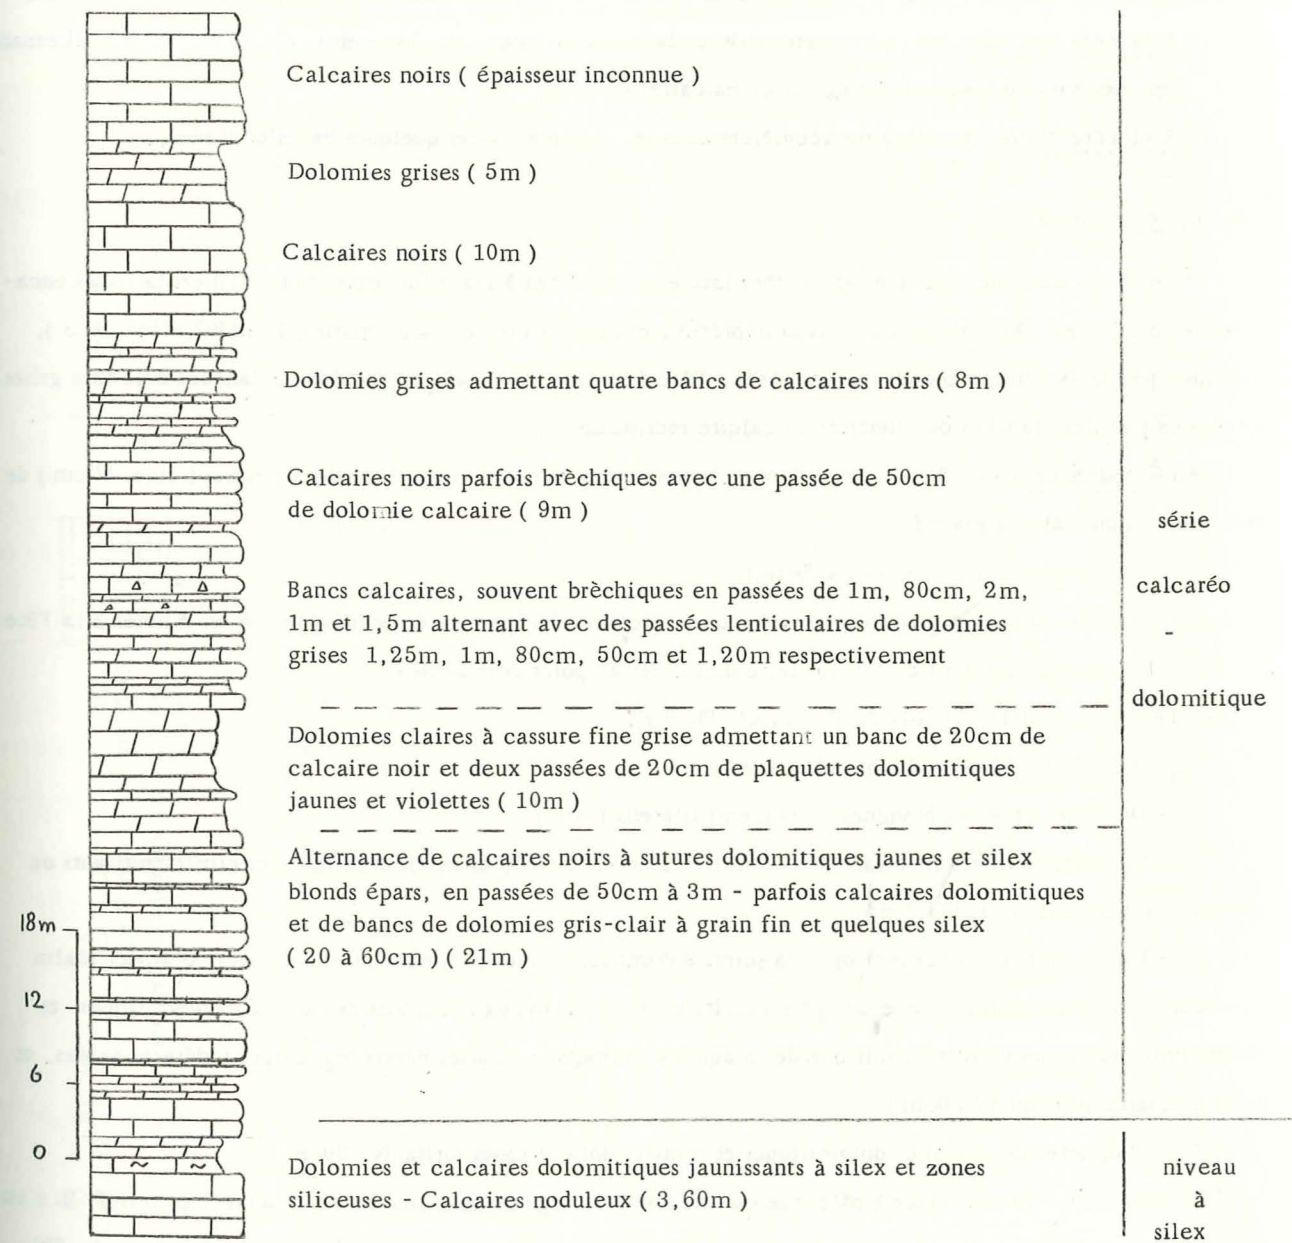 Calcaires noirs ( épaisseur inconnue )
Dolomies grises ( 5m )
Calcaires noirs ( 10m )
Dolomies grises admettant quatre bancs de calcaires noirs ( 8m )
Calcaires noirs parfois brèchiques avec une passée de 50cm
de dolomie calcaire ( 9m )
Bancs calcaires, souvent brèchiques en passées de 1m, 80cm, 2m,
1m et 1,5m alternant avec des passées lenticulaires de dolomies
grises 1,25m, 1m, 80cm, 50cm et 1,20m respectivement
série
calcaréo
-
dolomitique
Dolomies claires à cassure fine grise admettant un banc de 20cm de
calcaire noir et deux passées de 20cm de plaquettes dolomitiques
jaunes et violettes ( 10m )
Alternance de calcaires noirs à sutures dolomitiques jaunes et silex
blonds épars, en passées de 50cm à 3m - parfois calcaires dolomitiques
et de bancs de dolomies gris-clair à grain fin et quelques silex
( 20 à 60cm ) ( 21m )
18m
12
6
0
Dolomies et calcaires dolomitiques jaunissants à silex et zones
siliceuses - Calcaires noduleux ( 3,60m )
niveau
à
silex